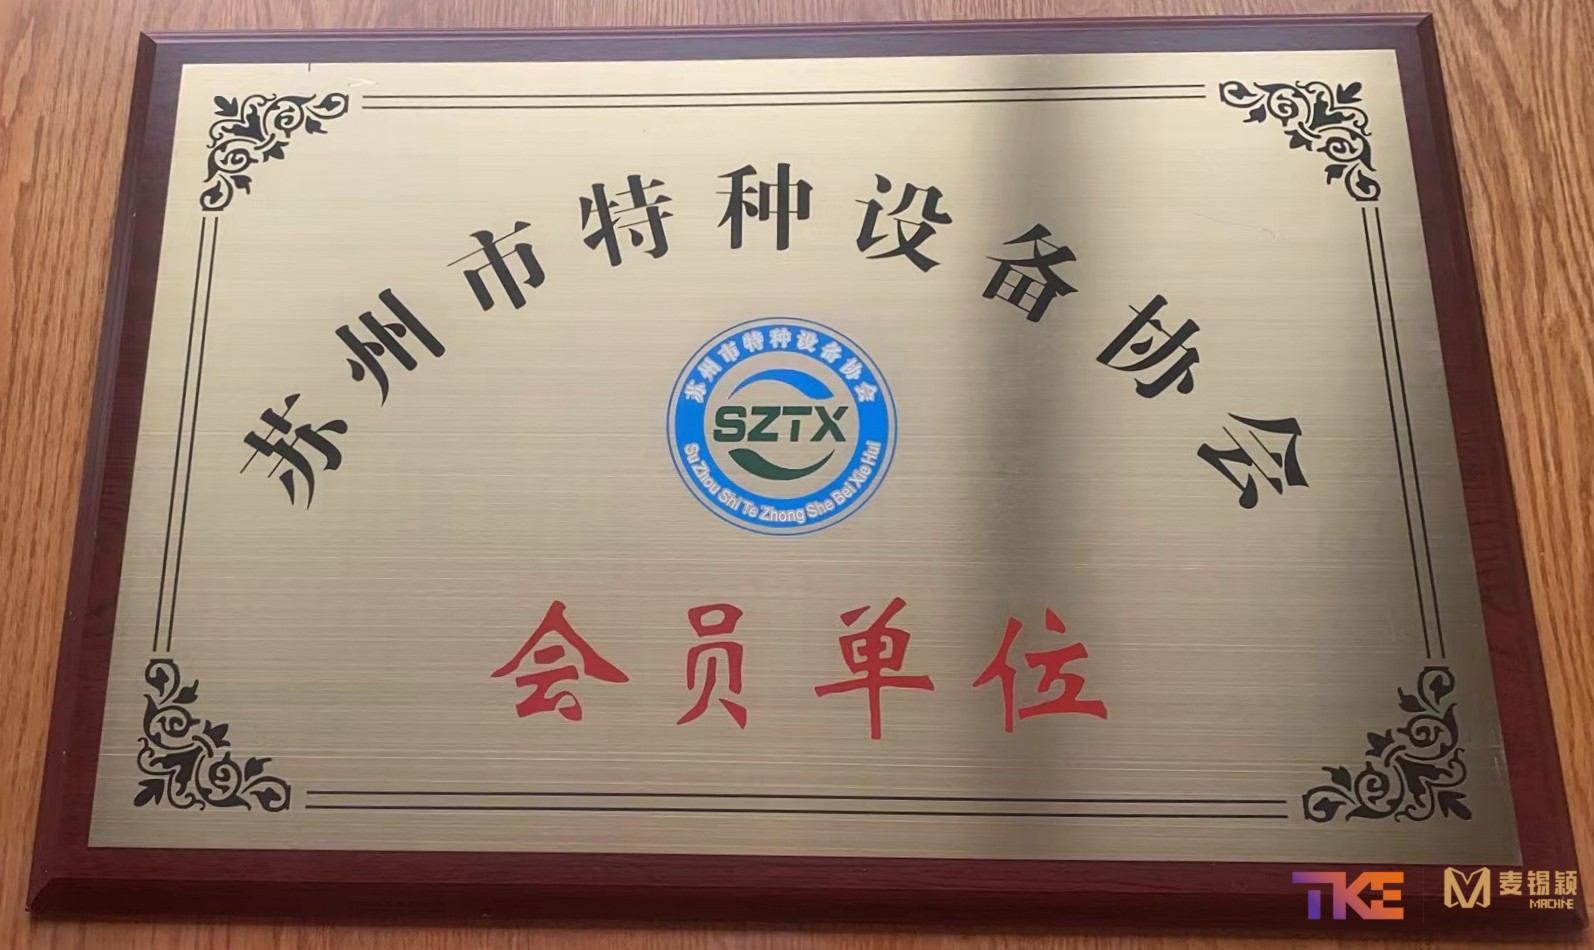 苏州市特种设备协会
苏州市特种设备协会
SZTX
Su Zhou Shi Te Zhong She Bei Xie Hui
会员单位
TKE
麦锡颖
MACHINE